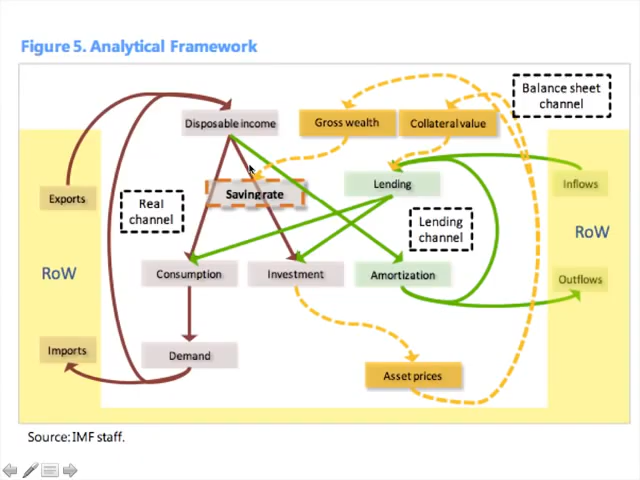 Figure 5. Analytical Framework
Balance sheet
channel
Disposable income
Gross wealth
Collateral value
Saving rate
Lending
Inflows
Exports
Real
channel
Lending
channel
RoW
RoW
Consumption
Investment
Amortization
Outflows
Imports
Demand
Asset prices
Source: IMF staff.